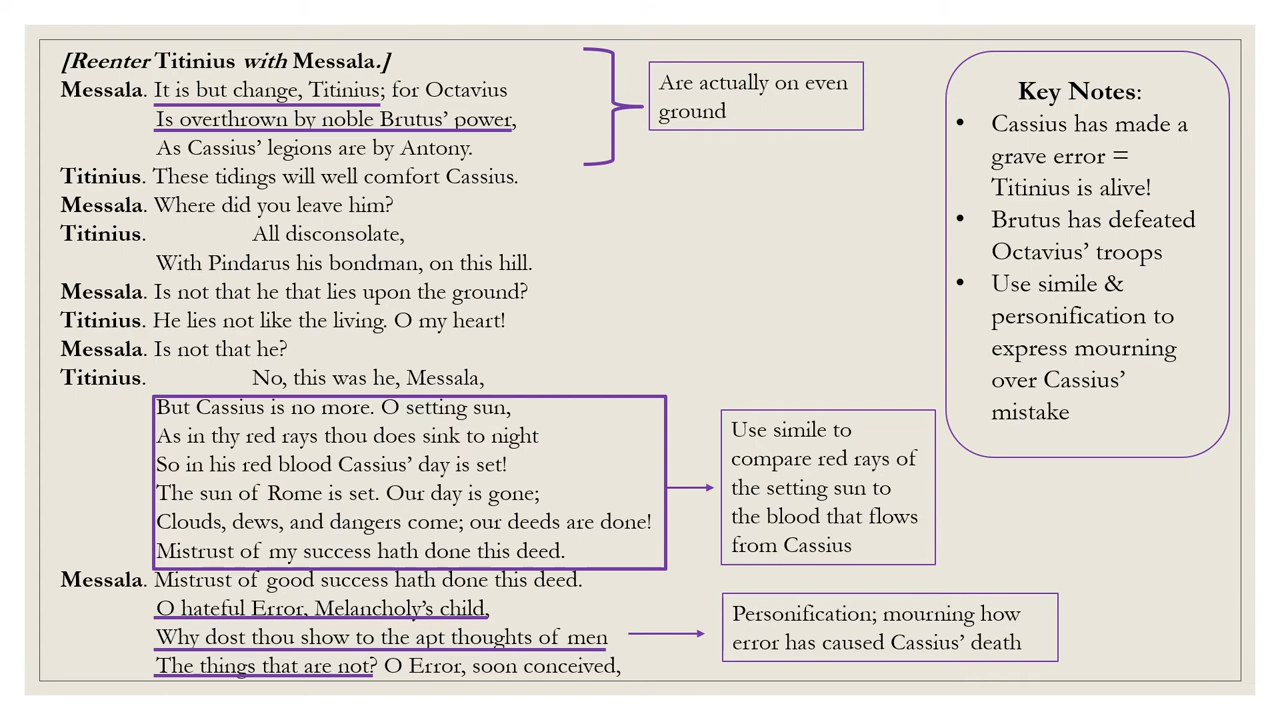 [Reenter Titinius with Messala.]
Messala. It is but change, Titinius; for Octavius
Is overthrown by noble Brutus' power,
As Cassius' legions are by Antony.
Titinius. These tidings will well comfort Cassius.
Messala. Where did you leave him?
Titinius. All disconsolate,
With Pindarus his bondman, on this hill.
Messala. Is not that he that lies upon the ground?
Titinius. He lies not like the living. O my heart!
Messala. Is not that he?
Titinius. No, this was he, Messala,
But Cassius is no more. O setting sun,
As in thy red rays thou does sink to night
So in his red blood Cassius' day is set!
The sun of Rome is set. Our day is gone;
Clouds, dews, and dangers come; our deeds are done!
Mistrust of my success hath done this deed.
Messala. Mistrust of good success hath done this deed.
O hateful Error, Melancholy's child,
Why dost thou show to the apt thoughts of men
The things that are not? O Error, soon conceived,
Are actually on even
ground
Use simile to
compare red rays of
the setting sun to
the blood that flows
from Cassius
Personification; mourning how
error has caused Cassius' death
Key Notes:
• Cassius has made a
grave error =
Titinius is alive!
• Brutus has defeated
Octavius' troops
• Use simile &
personification to
express mourning
over Cassius'
mistake